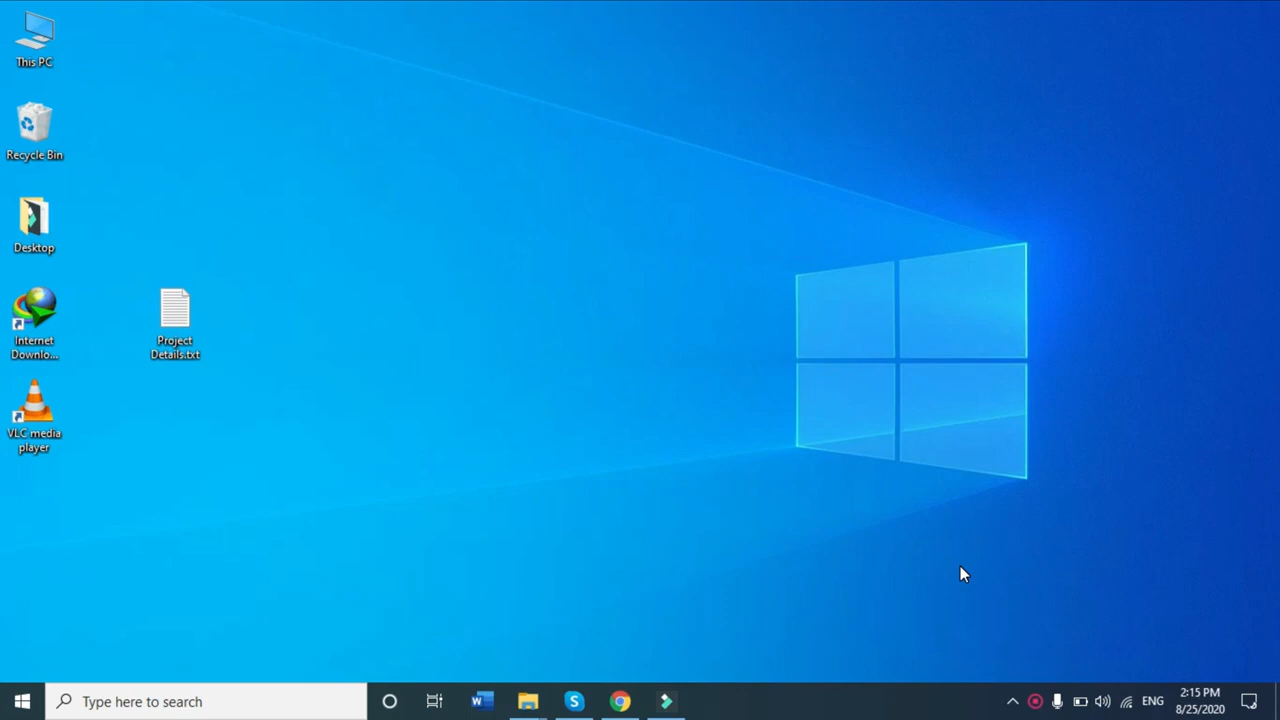 This PC
Recycle Bin
Desktop
Internet
Downlo...
Project
Details.txt
VLC media
player
Type here to search
ENG
2:15 PM
8/25/2020